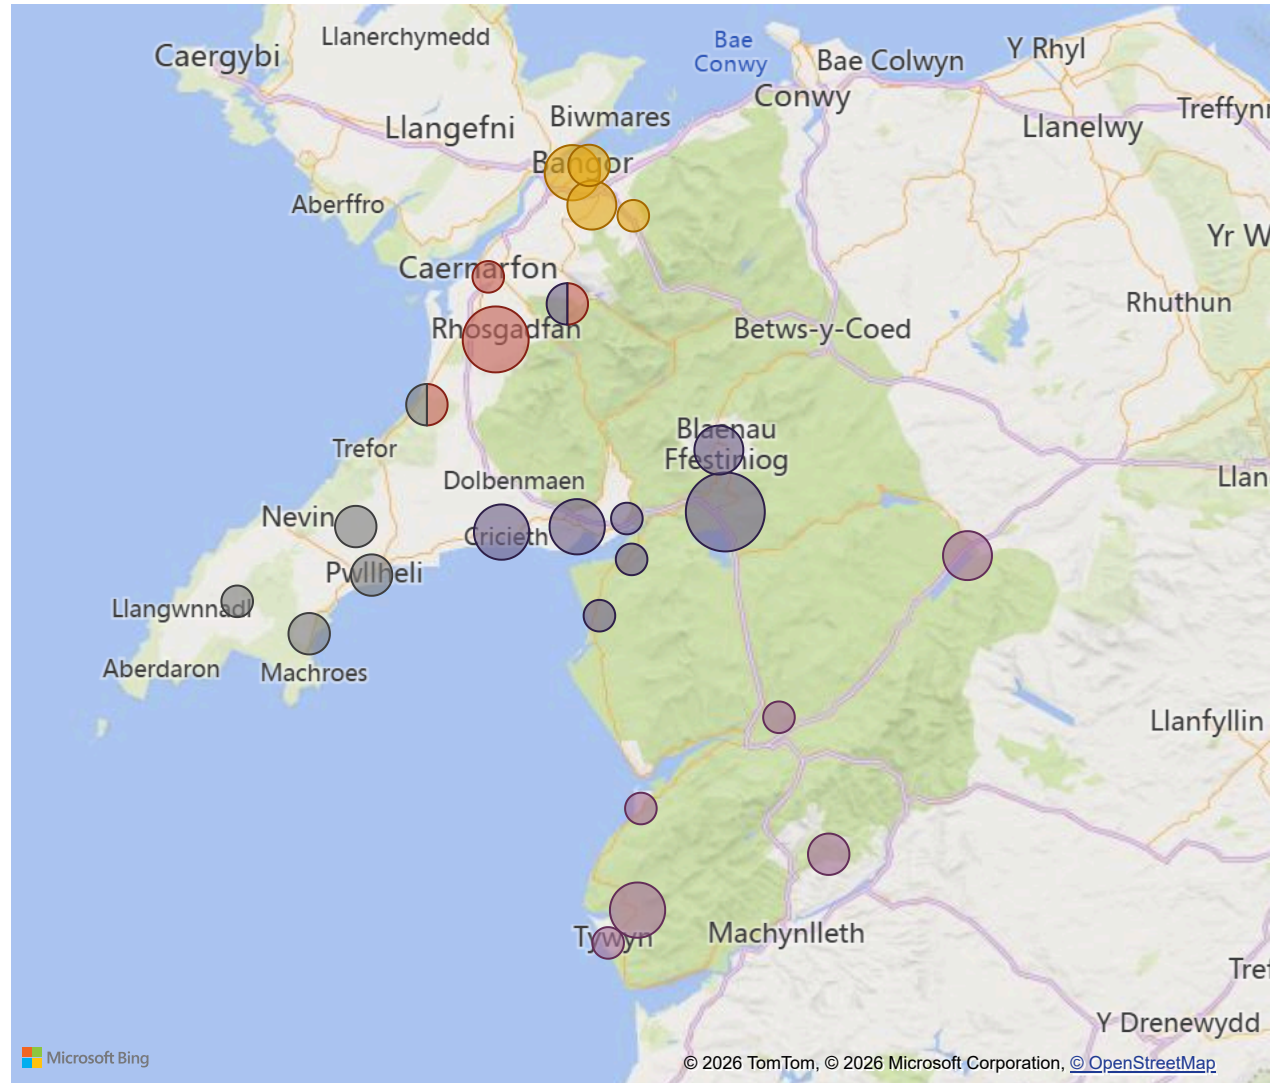 Llanerchymedd
Caergybi
Bae
Conwy
Bae Colwyn
Y Rhyl
Conwy
Treffynn
Llangefni
Biwmares
Llanelwy
Bangor
Aberffro
Yr W
Caernarfon
Rhuthun
Rhosgadfan
Betws-y-Coed
Blaenau
Ffestiniog
Trefor
Dolbenmaen
Llan
Nevin
Cricieth
Pwllheli
Llangwnnadl
Aberdaron
Machroes
Llanfyllin
Tywyn
Machynlleth
Tref
Y Drenewydd
Microsoft Bing
© 2026 TomTom, © 2026 Microsoft Corporation, © OpenStreetMap